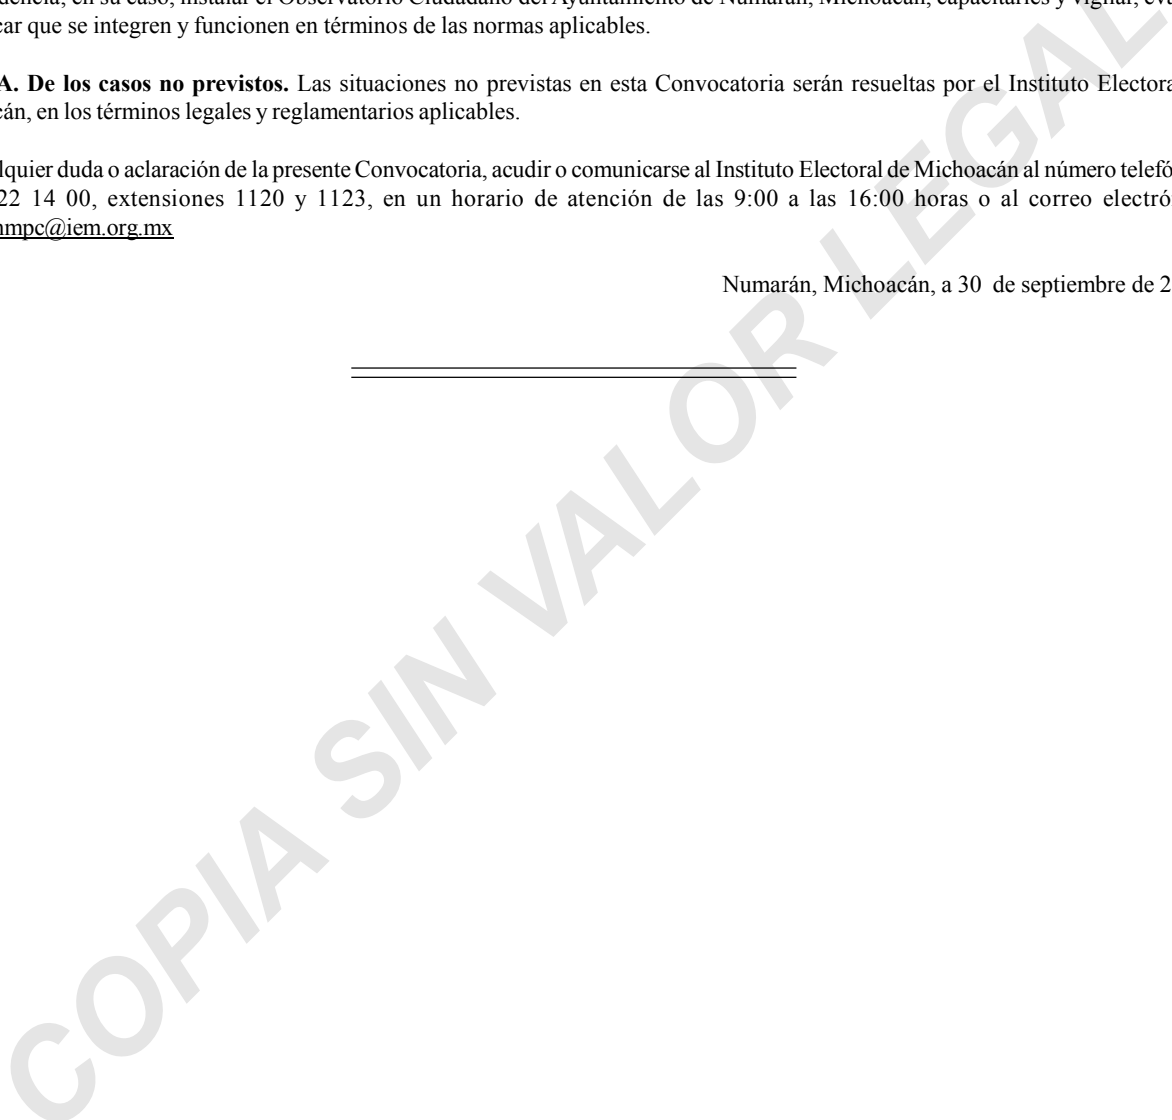 en su caso, instalar el Observatorio Ciudadano del Ayuntamiento de Numarán, Michoacán, capacitarles y vigilar,
que se integren y funcionen en términos de las normas aplicables.
A. De los casos no previstos. Las situaciones no previstas en esta Convocatoria serán resueltas por el Instituto Electora
cán, en los términos legales y reglamentarios aplicables.
lquier duda o aclaración de la presente Convocatoria, acudir o comunicarse al Instituto Electoral de Michoacán al número telefó
22 14 00, extensiones 1120 y 1123, en un horario de atención de las 9:00 a las 16:00 horas o al correo electró
mpc@iem.org.mx
Numarán, Michoacán, a 30 de septiembre de 2
COPIA SIN VALOR LEGAL